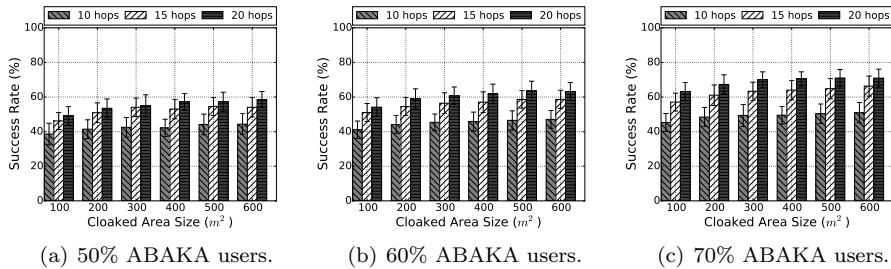 10 hops 15 hops 20 hops
100
80
60
40
20
0
Success Rate (%)
100 200 300 400 500 600
Cloaked Area Size (m²)
(a) 50% ABAKA users.
10 hops 15 hops 20 hops
100
80
60
40
20
0
Success Rate (%)
100 200 300 400 500 600
Cloaked Area Size (m²)
(b) 60% ABAKA users.
10 hops 15 hops 20 hops
100
80
60
40
20
0
Success Rate (%)
100 200 300 400 500 600
Cloaked Area Size (m²)
(c) 70% ABAKA users.